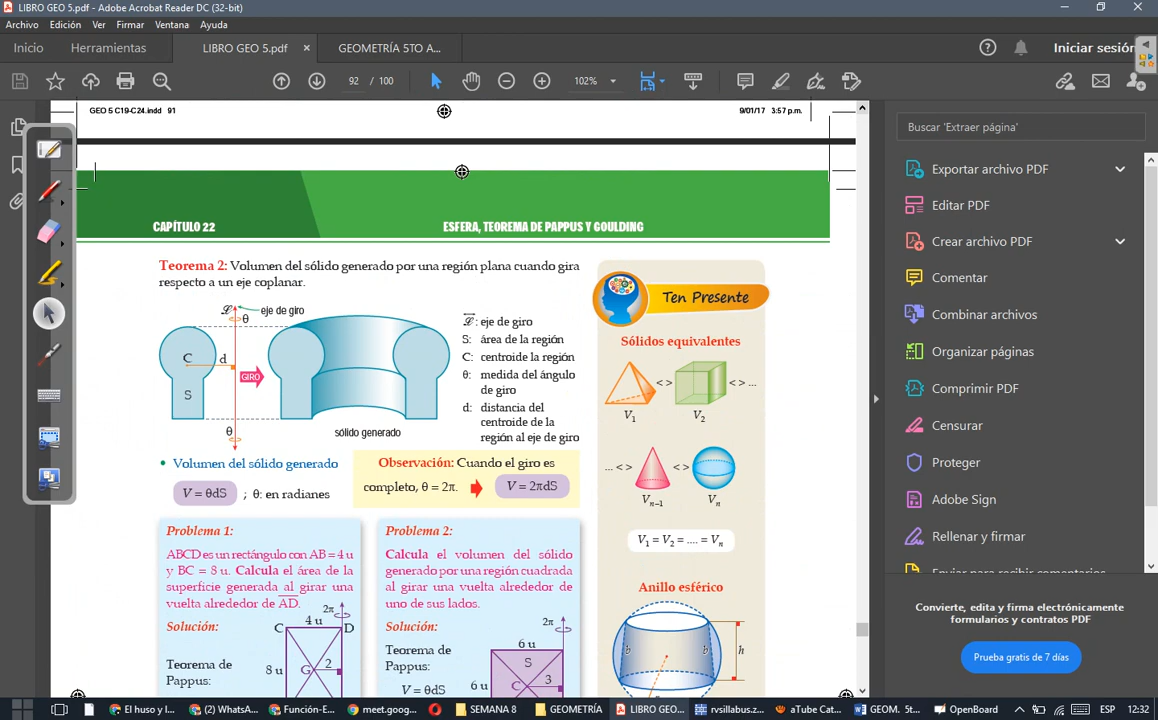 LIBRO GEO 5.pdf - Adobe Acrobat Reader DC (32-bit)
Archivo Edición Ver Firmar Ventana Ayuda
Inicio Herramientas LIBRO GEO 5.pdf × GEOMETRÍA 5TO A... Iniciar sesión
92 / 100 102%
GEO 5 C19-C24.indd 91 9/01/17 3:57 p.m.
CAPÍTULO 22 ESFERA, TEOREMA DE PAPPUS Y GOULDING
Teorema 2: Volumen del sólido generado por una región plana cuando gira
respecto a un eje coplanar.
ℒ eje de giro
θ
C d
GIRO
S
θ
sólido generado
ℒ: eje de giro
S: área de la región
C: centroide la región
θ: medida del ángulo
de giro
d: distancia del
centroide de la
región al eje de giro
• Volumen del sólido generado
V = θdS ; θ: en radianes
Observación: Cuando el giro es
completo, θ = 2π. V = 2πdS
Problema 1:
ABCD es un rectángulo con AB = 4 u
y BC = 8 u. Calcula el área de la
superficie generada al girar una
vuelta alrededor de AD.
2π
Solución:
C 4 u D
Teorema de
Pappus:
8 u G 2
Problema 2:
Calcula el volumen del sólido
generado por una región cuadrada
al girar una vuelta alrededor de
uno de sus lados.
2π
Solución:
6 u
Teorema de
Pappus:
S
V = θdS
6 u C 3
Ten Presente
Sólidos equivalentes
< > < > ...
V₁ V₂
... < > < >
Vₙ₋₁ Vₙ
V₁ = V₂ = .... = Vₙ
Anillo esférico
b b h
Buscar 'Extraer página'
Exportar archivo PDF
Editar PDF
Crear archivo PDF
Comentar
Combinar archivos
Organizar páginas
Comprimir PDF
Censurar
Proteger
Adobe Sign
Rellenar y firmar
Enviar para recibir comentarios
Convierte, edita y firma electrónicamente
formularios y contratos PDF
Prueba gratis de 7 días
El huso y l... (2) WhatsA... Función-E... meet.goog... SEMANA 8 GEOMETRÍA LIBRO GEO... rvsillabus.z... aTube Cat... GEOM. 5t... OpenBoard ESP 12:32